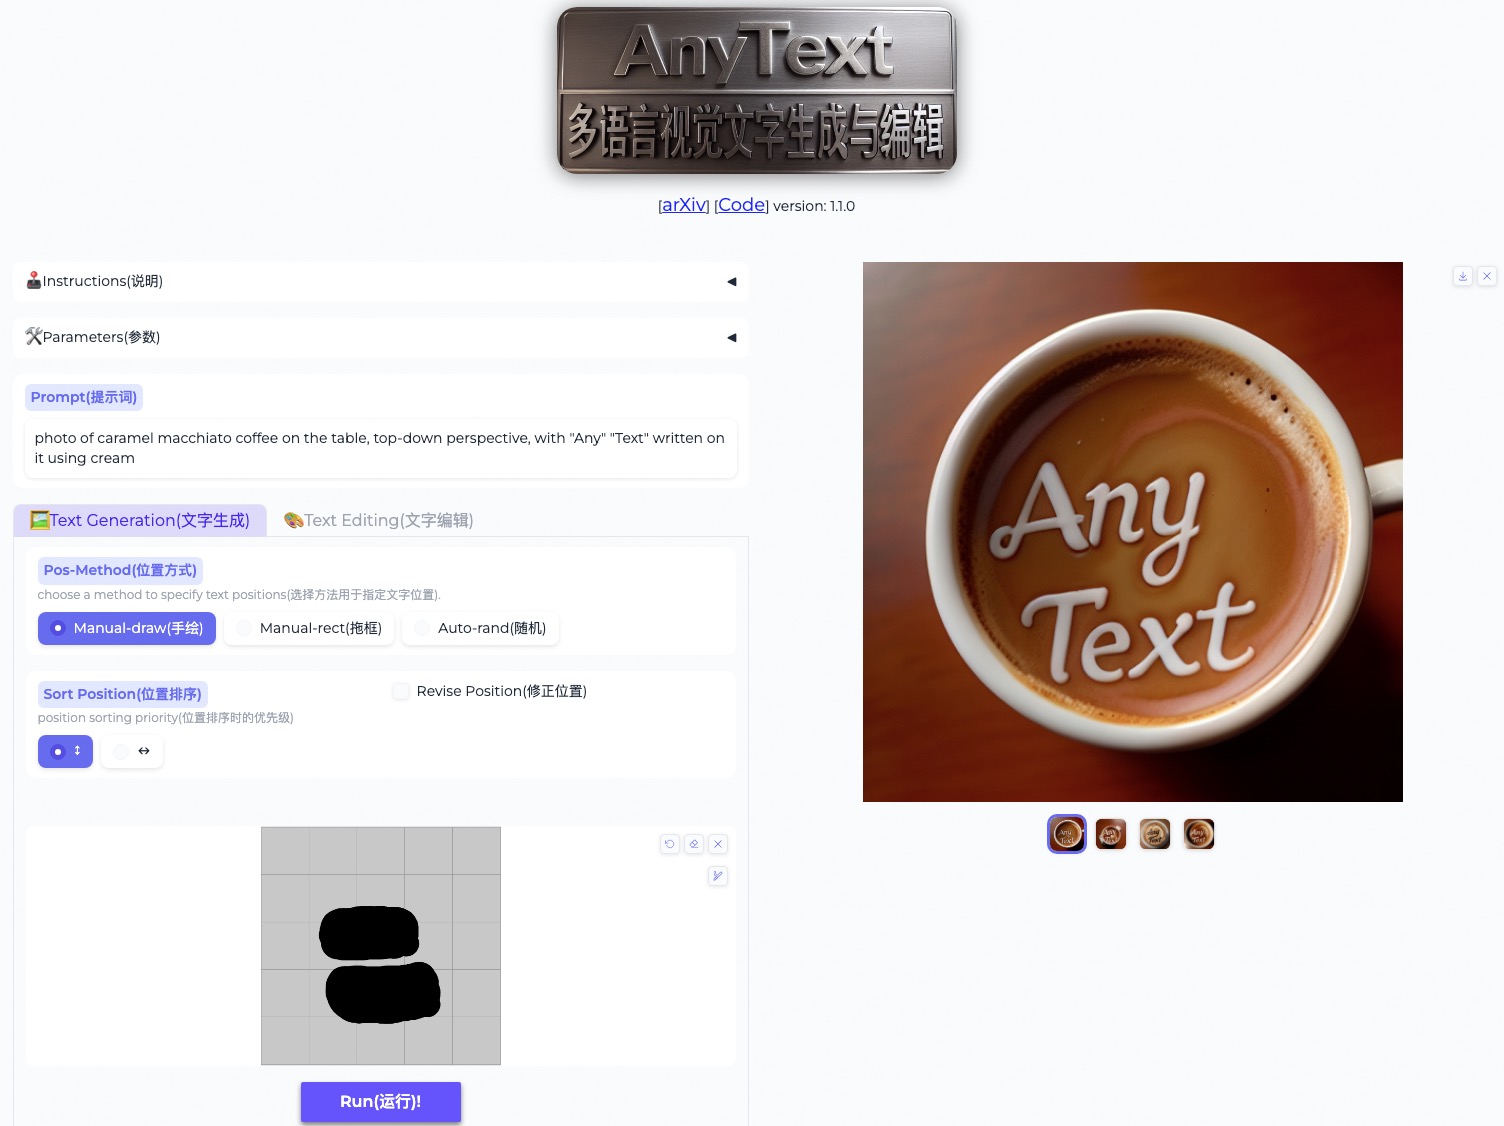 AnyText
多语言视觉文字生成与编辑
[arXiv] [Code] version: 1.1.0
🕹️Instructions(说明)
🛠️Parameters(参数)
Prompt(提示词)
photo of caramel macchiato coffee on the table, top-down perspective, with "Any" "Text" written on
it using cream
🖼️Text Generation(文字生成)
🎨Text Editing(文字编辑)
Pos-Method(位置方式)
choose a method to specify text positions(选择方法用于指定文字位置).
Manual-draw(手绘)
Manual-rect(拖框)
Auto-rand(随机)
Sort Position(位置排序)
position sorting priority(位置排序时的优先级)
↕
↔
Revise Position(修正位置)
Run(运行)!
Any
Text